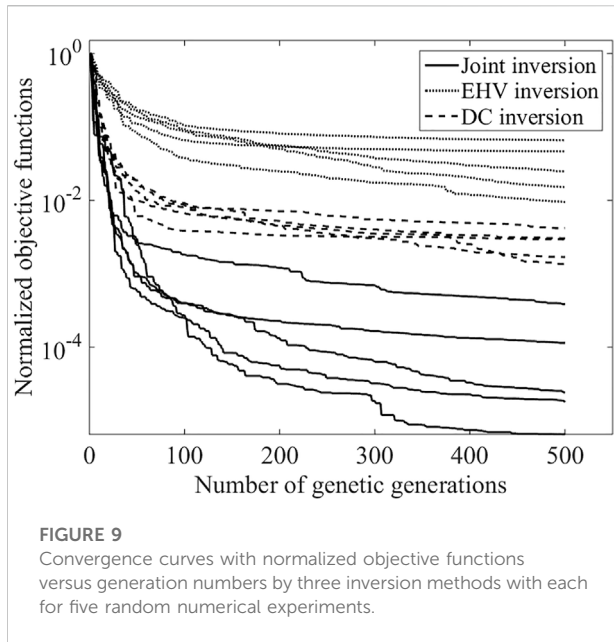 Normalized objective functions
10^0
10^-2
10^-4
Joint inversion
EHV inversion
DC inversion
0
100
200
300
400
500
Number of genetic generations
FIGURE 9
Convergence curves with normalized objective functions
versus generation numbers by three inversion methods with each
for five random numerical experiments.